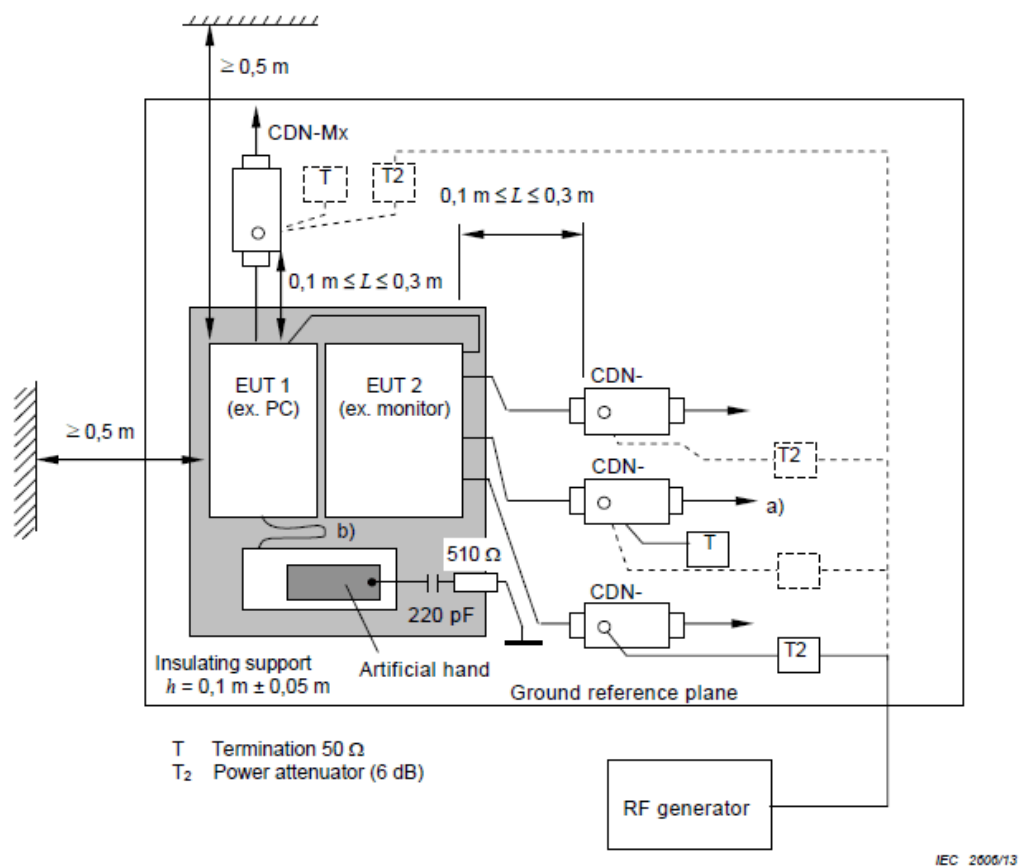 ≥ 0,5 m
CDN-Mx
T
T2
0,1 m ≤ L ≤ 0,3 m
0,1 m ≤ L ≤ 0,3 m
EUT 1
(ex. PC)
EUT 2
(ex. monitor)
CDN-
≥ 0,5 m
T2
CDN-
a)
b)
T
510 Ω
220 pF
CDN-
T2
Artificial hand
Insulating support
h = 0,1 m ± 0,05 m
Ground reference plane
T Termination 50 Ω
T₂ Power attenuator (6 dB)
RF generator
IEC 2606/13